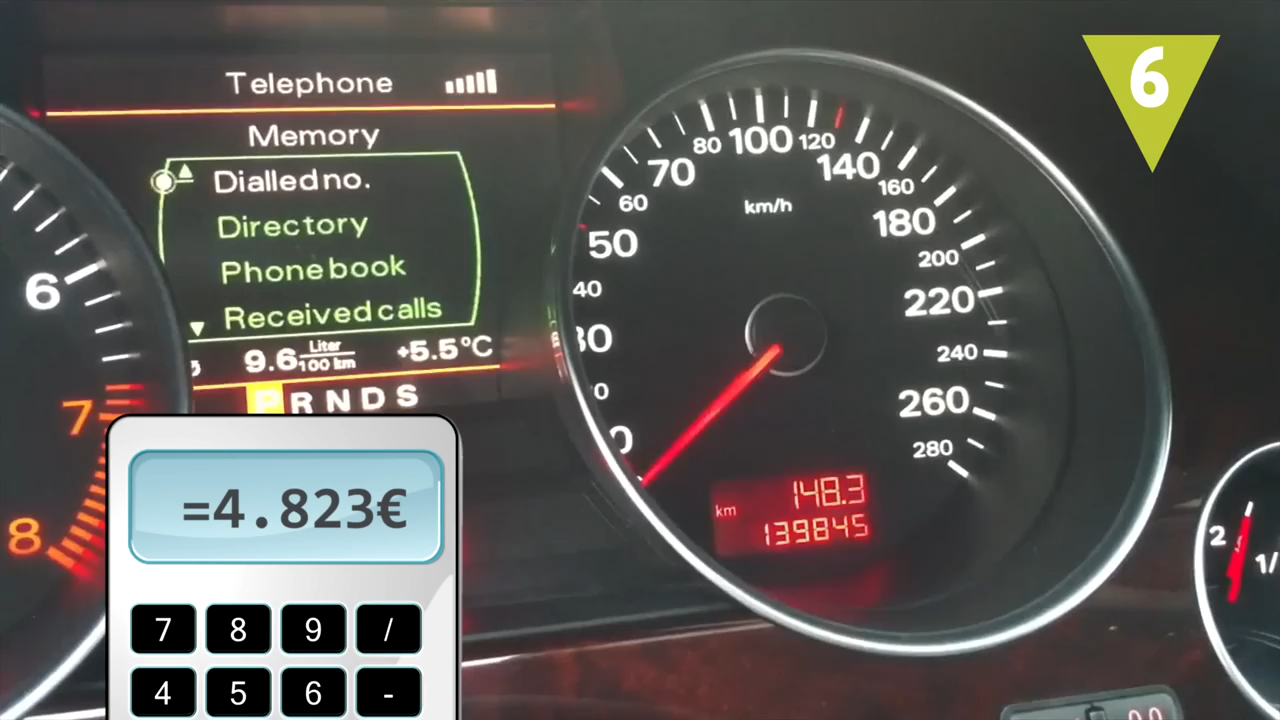 Telephone
Memory
Dialled no.
Directory
Phone book
Received calls
9.6 Liter/100 km +5.5°C
P R N D S
6
7
8
40
50
60
70
80
100
120
140
160
180
200
220
240
260
280
km/h
km
148.3
139845
2
1/
6
=4.823€
7 8 9 /
4 5 6 -